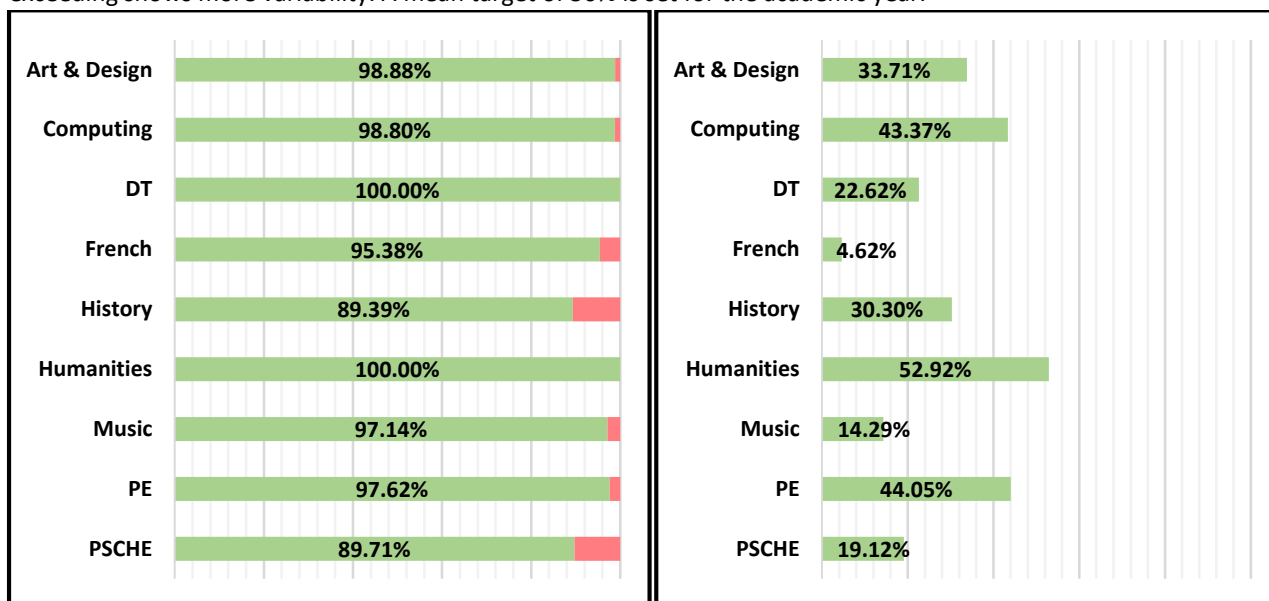 Art & Design 98.88%
Computing 98.80%
DT 100.00%
French 95.38%
History 89.39%
Humanities 100.00%
Music 97.14%
PE 97.62%
PSCHE 89.71%
Art & Design 33.71%
Computing 43.37%
DT 22.62%
French 4.62%
History 30.30%
Humanities 52.92%
Music 14.29%
PE 44.05%
PSCHE 19.12%